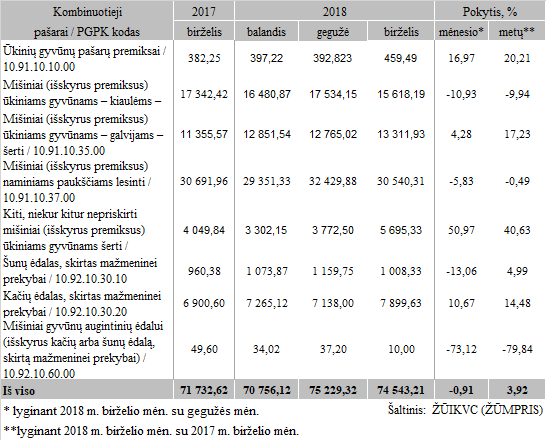 Kombinuotieji 2017 2018 Pokytis, %
pašarai / PGPK kodas birželis balandis gegužė birželis mėnesio* metų**
Ūkinių gyvūnų pašarų premiksai /
10.91.10.10.00 382,25 397,22 392,823 459,49 16,97 20,21
Mišiniai (išskyrus premiksus)
ūkiniams gyvūnams – kiaulėms – 17 342,42 16 480,87 17 534,15 15 618,19 -10,93 -9,94
Mišiniai (išskyrus premiksus)
ūkiniams gyvūnams – galvijams – 11 355,57 12 851,54 12 765,02 13 311,93 4,28 17,23
šerti / 10.91.10.35.00
Mišiniai (išskyrus premiksus)
naminiams paukščiams lesinti / 30 691,96 29 351,33 32 429,88 30 540,31 -5,83 -0,49
10.91.10.37.00
Kiti, niekur kitur nepriskirti
mišiniai (išskyrus premiksus) 4 049,84 3 302,15 3 772,50 5 695,33 50,97 40,63
ūkiniams gyvūnams šerti /
Šunų ėdalas, skirtas mažmeninei
prekybai / 10.92.10.30.10 960,38 1 073,87 1 159,75 1 008,33 -13,06 4,99
Kačių ėdalas, skirtas mažmeninei
prekybai / 10.92.10.30.20 6 900,60 7 265,12 7 138,00 7 899,63 10,67 14,48
Mišiniai gyvūnų augintinių ėdalui
(išskyrus kačių arba šunų ėdalą, 49,60 34,02 37,20 10,00 -73,12 -79,84
skirtą mažmeninei prekybai) /
10.92.10.60.00
Iš viso 71 732,62 70 756,12 75 229,32 74 543,21 -0,91 3,92
* lyginant 2018 m. birželio mėn. su gegužės mėn. Šaltinis: ŽŪIKVC (ŽŪMPRIS)
**lyginant 2018 m. birželio mėn. su 2017 m. birželio mėn.